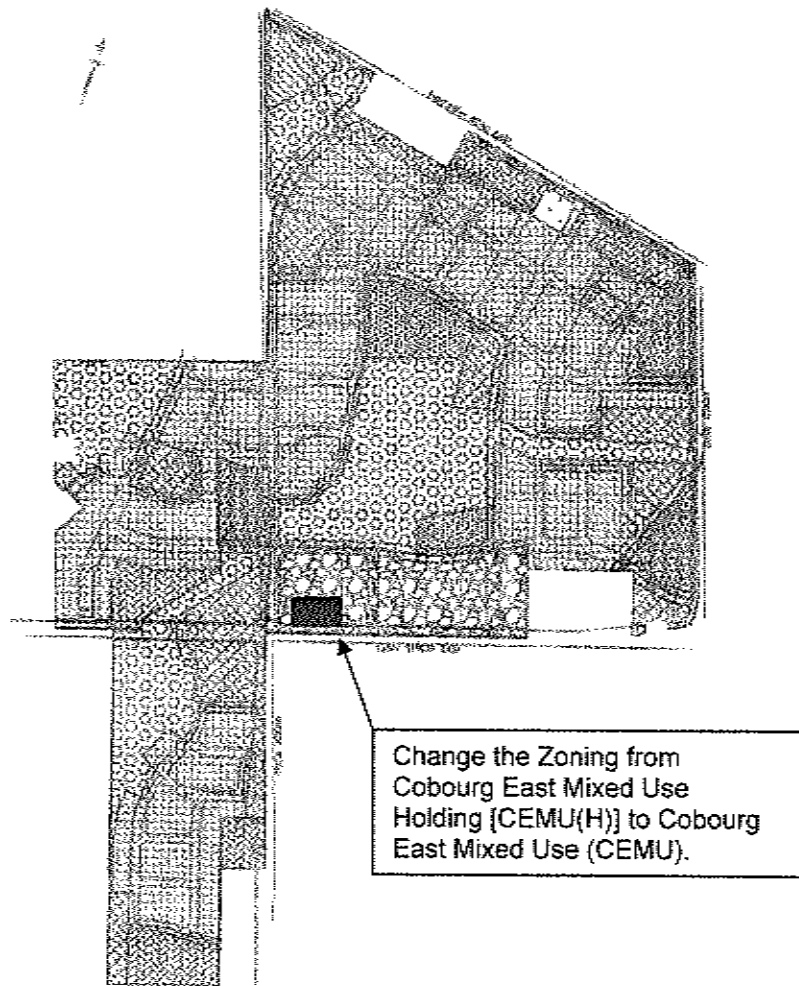 Change the Zoning from
Cobourg East Mixed Use
Holding [CEMU(H)] to Cobourg
East Mixed Use (CEMU).